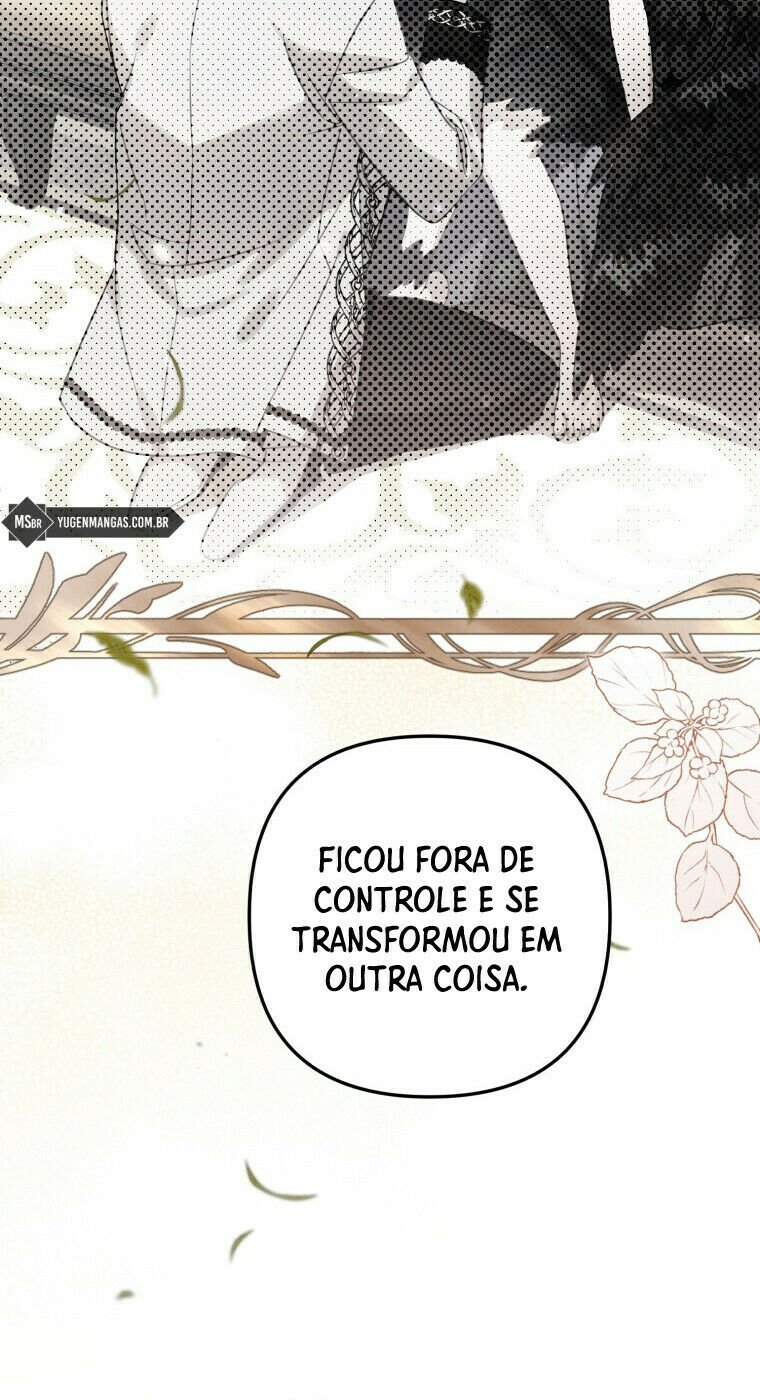 MSBR YUGENMANGAS.COM.BR
FICOU FORA DE
CONTROLE E SE
TRANSFORMOU EM
OUTRA COISA.